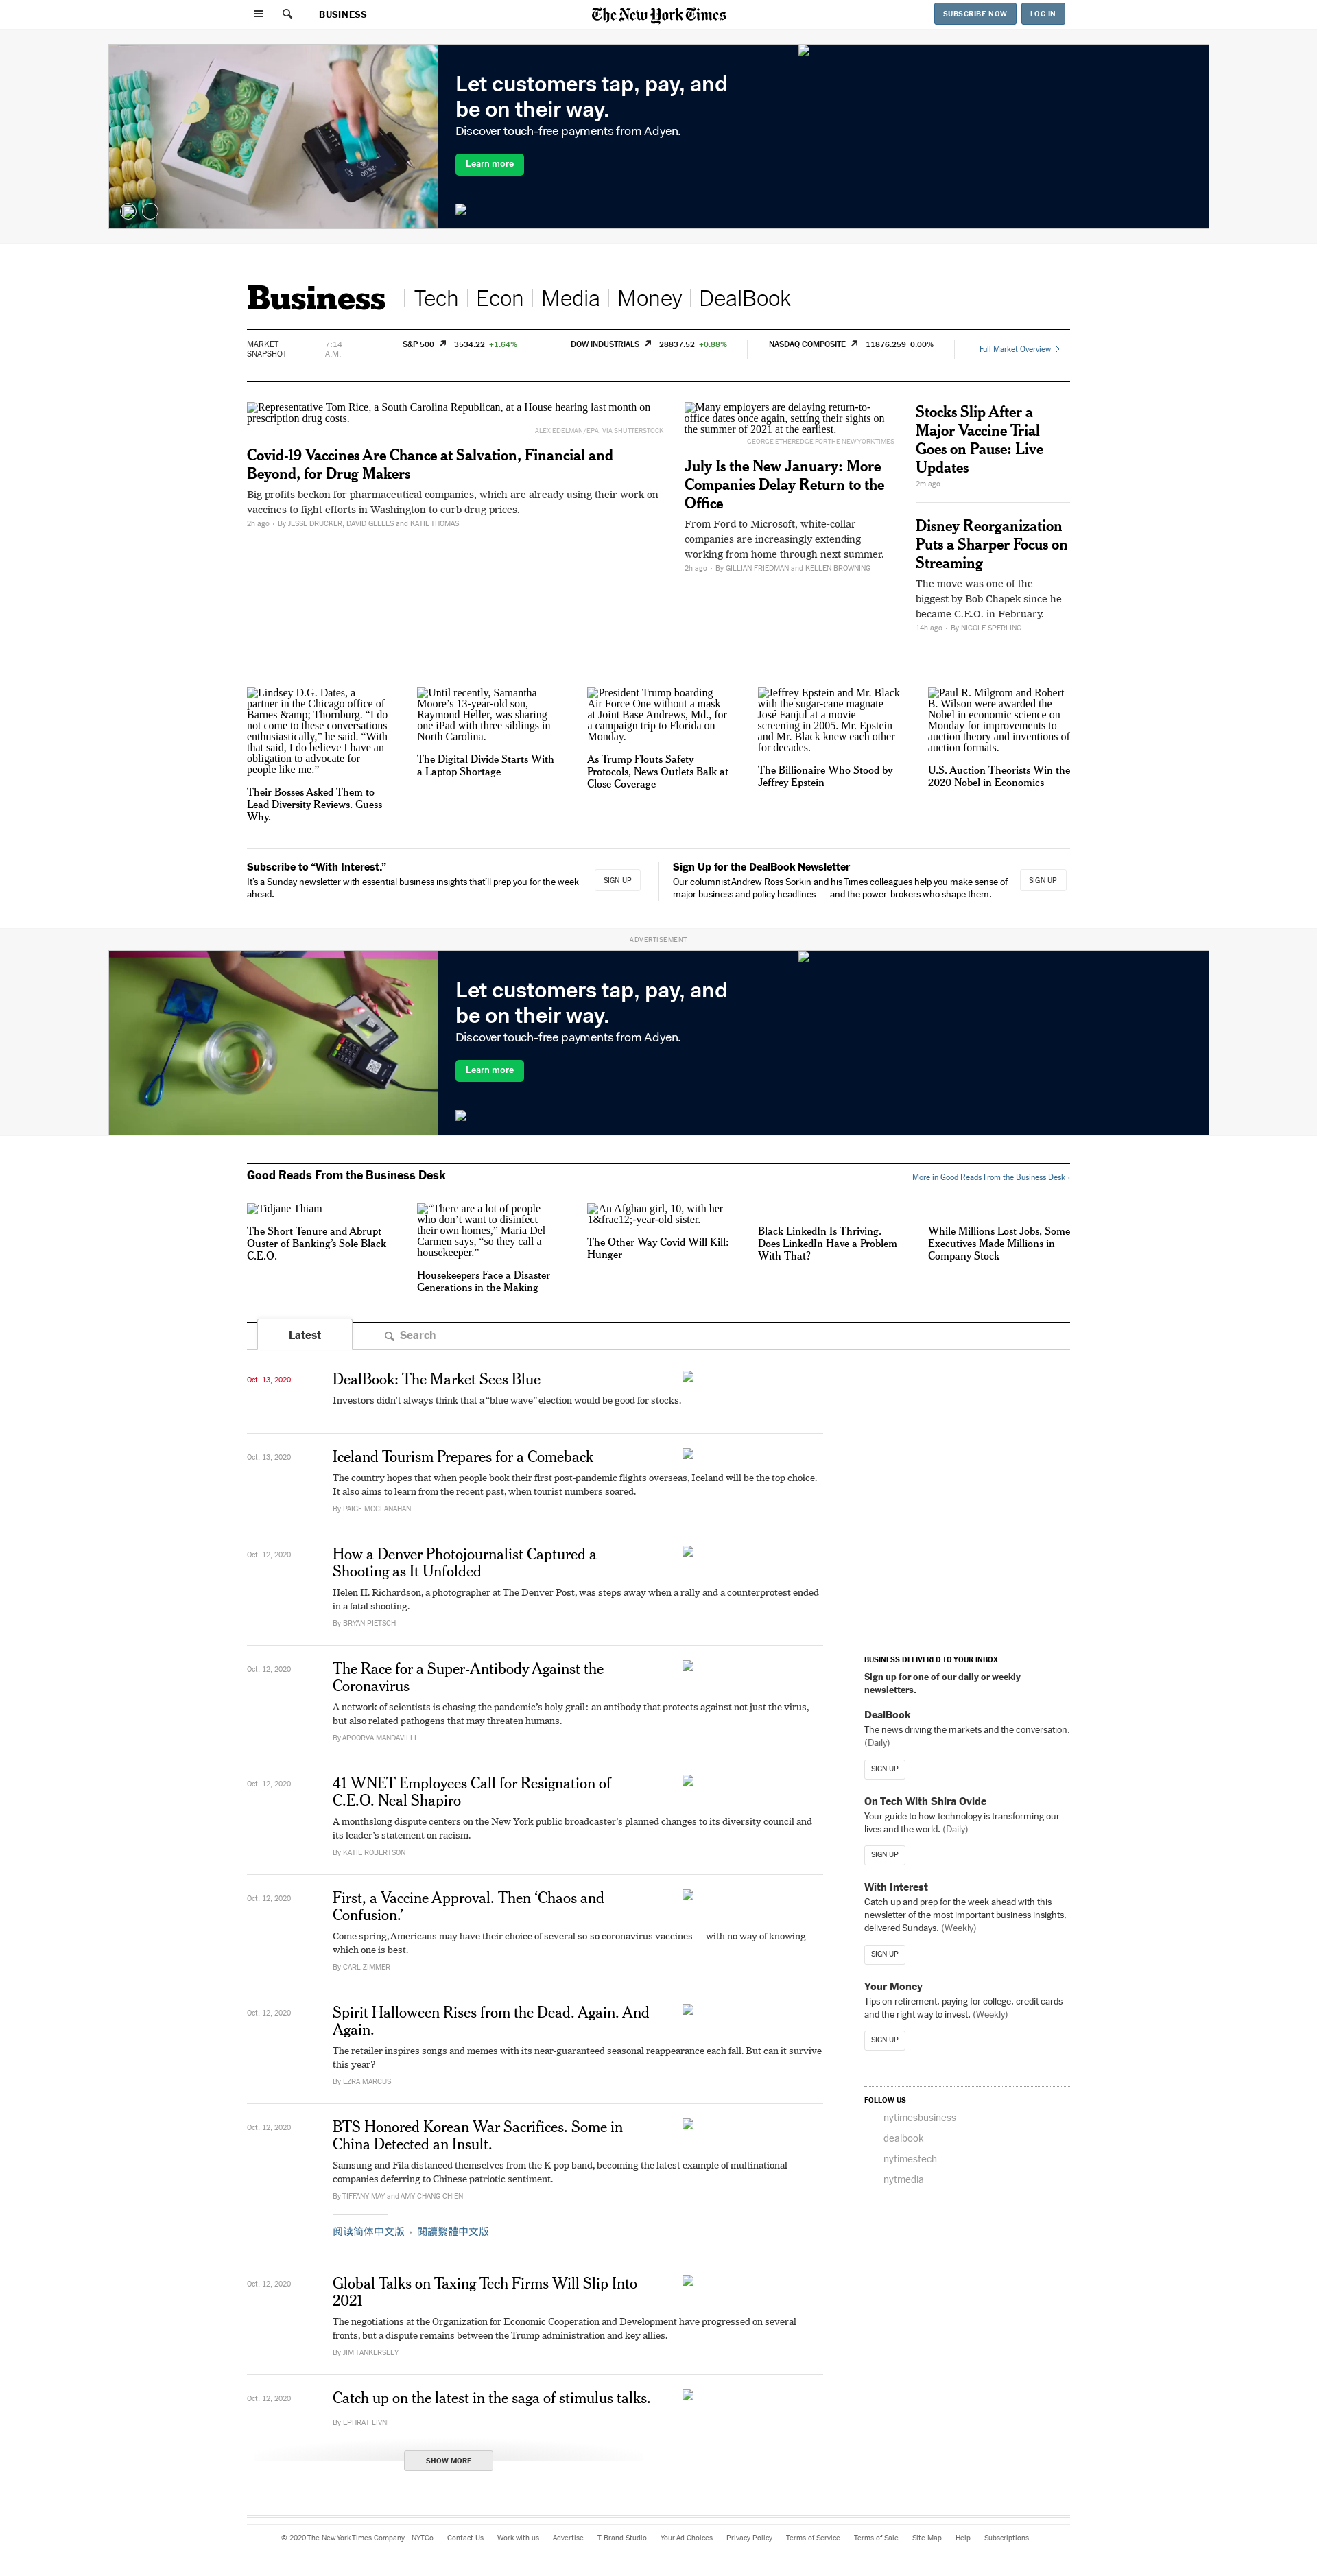 BUSINESS
The New York Times
SUBSCRIBE NOW
LOG IN
Let customers tap, pay, and
be on their way.
Discover touch-free payments from Adyen.
Learn more
Business
Tech
Econ
Media
Money
DealBook
MARKET
SNAPSHOT
7:14
A.M.
S&P 500 3534.22 +1.64%
DOW INDUSTRIALS 28837.52 +0.88%
NASDAQ COMPOSITE 11876.259 0.00%
Full Market Overview
Representative Tom Rice, a South Carolina Republican, at a House hearing last month on
prescription drug costs.
ALEX EDELMAN/EPA, VIA SHUTTERSTOCK
Covid-19 Vaccines Are Chance at Salvation, Financial and
Beyond, for Drug Makers
Big profits beckon for pharmaceutical companies, which are already using their work on
vaccines to fight efforts in Washington to curb drug prices.
2h ago • By JESSE DRUCKER, DAVID GELLES and KATIE THOMAS
Many employers are delaying return-to-
office dates once again, setting their sights on
the summer of 2021 at the earliest.
GEORGE ETHEREDGE FOR THE NEW YORK TIMES
July Is the New January: More
Companies Delay Return to the
Office
From Ford to Microsoft, white-collar
companies are increasingly extending
working from home through next summer.
2h ago • By GILLIAN FRIEDMAN and KELLEN BROWNING
Stocks Slip After a
Major Vaccine Trial
Goes on Pause: Live
Updates
2m ago
Disney Reorganization
Puts a Sharper Focus on
Streaming
The move was one of the
biggest by Bob Chapek since he
became C.E.O. in February.
14h ago • By NICOLE SPERLING
Lindsey D.G. Dates, a
partner in the Chicago office of
Barnes &amp; Thornburg. “I do
not come to these conversations
enthusiastically,” he said. “With
that said, I do believe I have an
obligation to advocate for
people like me.”
Their Bosses Asked Them to
Lead Diversity Reviews. Guess
Why.
Until recently, Samantha
Moore’s 13-year-old son,
Raymond Heller, was sharing
one iPad with three siblings in
North Carolina.
The Digital Divide Starts With
a Laptop Shortage
President Trump boarding
Air Force One without a mask
at Joint Base Andrews, Md., for
a campaign trip to Florida on
Monday.
As Trump Flouts Safety
Protocols, News Outlets Balk at
Close Coverage
Jeffrey Epstein and Mr. Black
with the sugar-cane magnate
José Fanjul at a movie
screening in 2005. Mr. Epstein
and Mr. Black knew each other
for decades.
The Billionaire Who Stood by
Jeffrey Epstein
Paul R. Milgrom and Robert
B. Wilson were awarded the
Nobel in economic science on
Monday for improvements to
auction theory and inventions of
auction formats.
U.S. Auction Theorists Win the
2020 Nobel in Economics
Subscribe to “With Interest.”
It’s a Sunday newsletter with essential business insights that’ll prep you for the week
ahead.
SIGN UP
Sign Up for the DealBook Newsletter
Our columnist Andrew Ross Sorkin and his Times colleagues help you make sense of
major business and policy headlines — and the power-brokers who shape them.
SIGN UP
ADVERTISEMENT
Let customers tap, pay, and
be on their way.
Discover touch-free payments from Adyen.
Learn more
Good Reads From the Business Desk
More in Good Reads From the Business Desk ›
Tidjane Thiam
The Short Tenure and Abrupt
Ouster of Banking’s Sole Black
C.E.O.
“There are a lot of people
who don’t want to disinfect
their own homes,” Maria Del
Carmen says, “so they call a
housekeeper.”
Housekeepers Face a Disaster
Generations in the Making
An Afghan girl, 10, with her
1&frac12;-year-old sister.
The Other Way Covid Will Kill:
Hunger
Black LinkedIn Is Thriving.
Does LinkedIn Have a Problem
With That?
While Millions Lost Jobs, Some
Executives Made Millions in
Company Stock
Latest
Search
Oct. 13, 2020
DealBook: The Market Sees Blue
Investors didn’t always think that a “blue wave” election would be good for stocks.
Oct. 13, 2020
Iceland Tourism Prepares for a Comeback
The country hopes that when people book their first post-pandemic flights overseas, Iceland will be the top choice.
It also aims to learn from the recent past, when tourist numbers soared.
By PAIGE MCCLANAHAN
Oct. 12, 2020
How a Denver Photojournalist Captured a
Shooting as It Unfolded
Helen H. Richardson, a photographer at The Denver Post, was steps away when a rally and a counterprotest ended
in a fatal shooting.
By BRYAN PIETSCH
Oct. 12, 2020
The Race for a Super-Antibody Against the
Coronavirus
A network of scientists is chasing the pandemic’s holy grail: an antibody that protects against not just the virus,
but also related pathogens that may threaten humans.
By APOORVA MANDAVILLI
Oct. 12, 2020
41 WNET Employees Call for Resignation of
C.E.O. Neal Shapiro
A monthslong dispute centers on the New York public broadcaster’s planned changes to its diversity council and
its leader’s statement on racism.
By KATIE ROBERTSON
Oct. 12, 2020
First, a Vaccine Approval. Then ‘Chaos and
Confusion.’
Come spring, Americans may have their choice of several so-so coronavirus vaccines — with no way of knowing
which one is best.
By CARL ZIMMER
Oct. 12, 2020
Spirit Halloween Rises from the Dead. Again. And
Again.
The retailer inspires songs and memes with its near-guaranteed seasonal reappearance each fall. But can it survive
this year?
By EZRA MARCUS
Oct. 12, 2020
BTS Honored Korean War Sacrifices. Some in
China Detected an Insult.
Samsung and Fila distanced themselves from the K-pop band, becoming the latest example of multinational
companies deferring to Chinese patriotic sentiment.
By TIFFANY MAY and AMY CHANG CHIEN
阅读简体中文版 • 閱讀繁體中文版
Oct. 12, 2020
Global Talks on Taxing Tech Firms Will Slip Into
2021
The negotiations at the Organization for Economic Cooperation and Development have progressed on several
fronts, but a dispute remains between the Trump administration and key allies.
By JIM TANKERSLEY
Oct. 12, 2020
Catch up on the latest in the saga of stimulus talks.
By EPHRAT LIVNI
SHOW MORE
BUSINESS DELIVERED TO YOUR INBOX
Sign up for one of our daily or weekly
newsletters.
DealBook
The news driving the markets and the conversation.
(Daily)
SIGN UP
On Tech With Shira Ovide
Your guide to how technology is transforming our
lives and the world. (Daily)
SIGN UP
With Interest
Catch up and prep for the week ahead with this
newsletter of the most important business insights,
delivered Sundays. (Weekly)
SIGN UP
Your Money
Tips on retirement, paying for college, credit cards
and the right way to invest. (Weekly)
SIGN UP
FOLLOW US
nytimesbusiness
dealbook
nytimestech
nytmedia
© 2020 The New York Times Company NYTCo Contact Us Work with us Advertise T Brand Studio Your Ad Choices Privacy Policy Terms of Service Terms of Sale Site Map Help Subscriptions